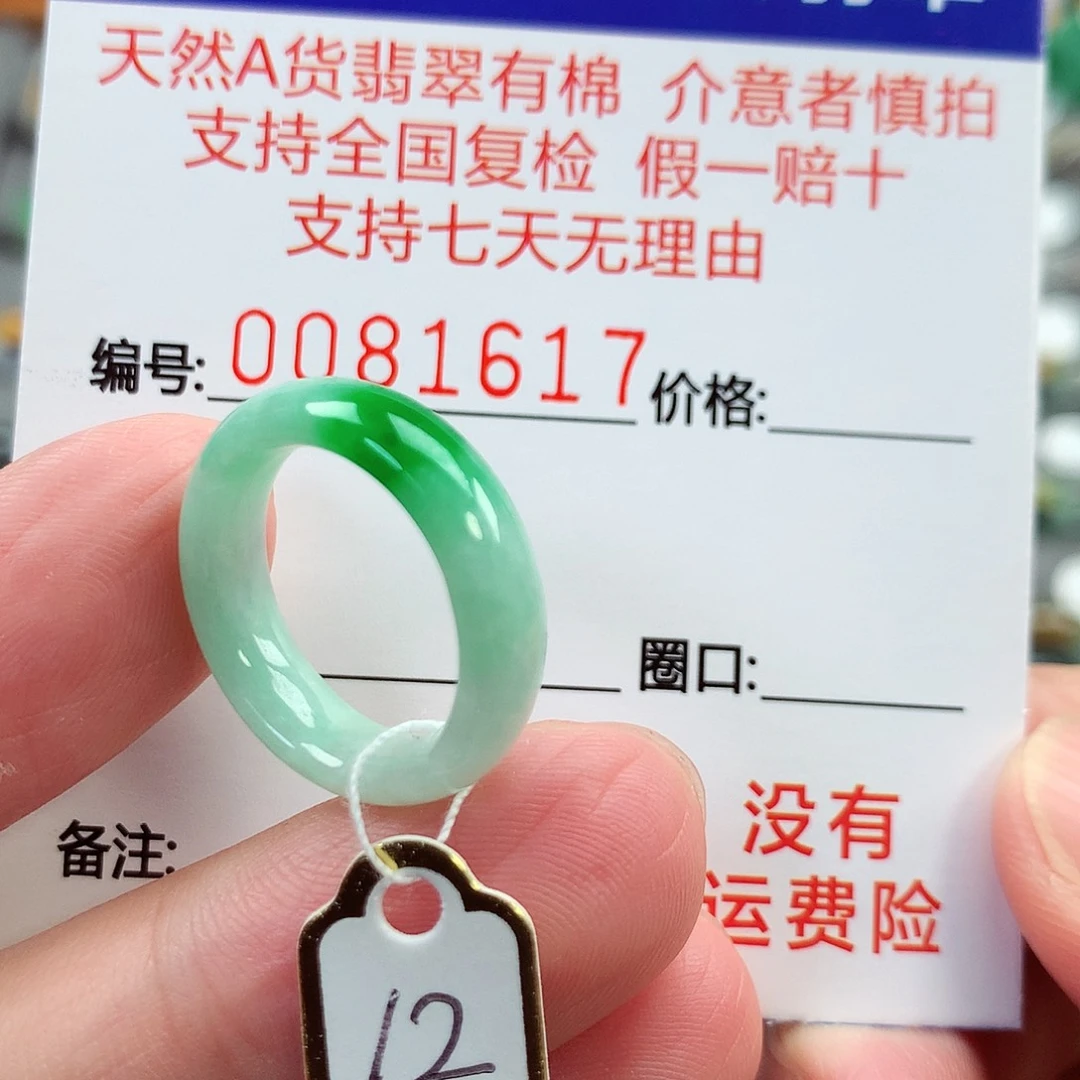 天然A货翡翠有棉 介意者慎拍
支持全国复检 假一赔十
支持七天无理由
编号: 0081617 价格:
圈口:
备注:
没有
运费险
12